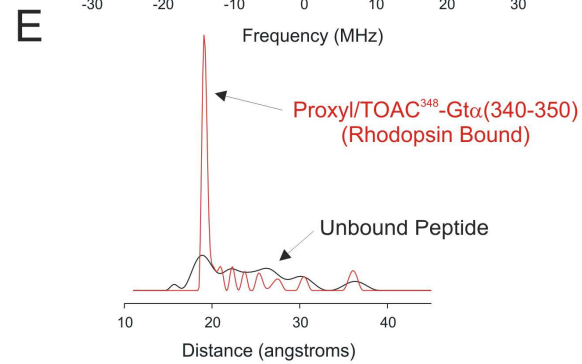 E
-30 -20 -10 0 10 20 30
Frequency (MHz)
Proxyl/TOAC³⁴⁸-Gtα(340-350)
(Rhodopsin Bound)
Unbound Peptide
10 20 30 40
Distance (angstroms)